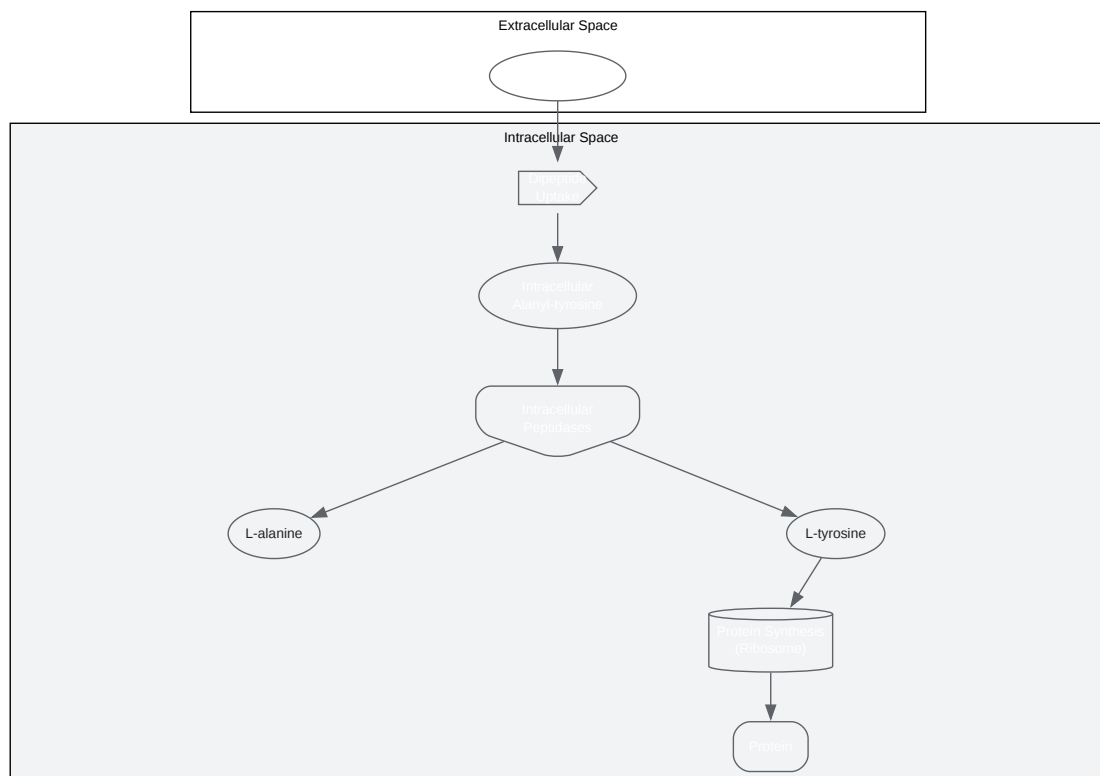 Extracellular Space
Intracellular Space
Dipeptide
Uptake
Intracellular
Alanyl-tyrosine
Intracellular
Peptidases
L-alanine
L-tyrosine
Protein Synthesis
(Ribosome)
Protein